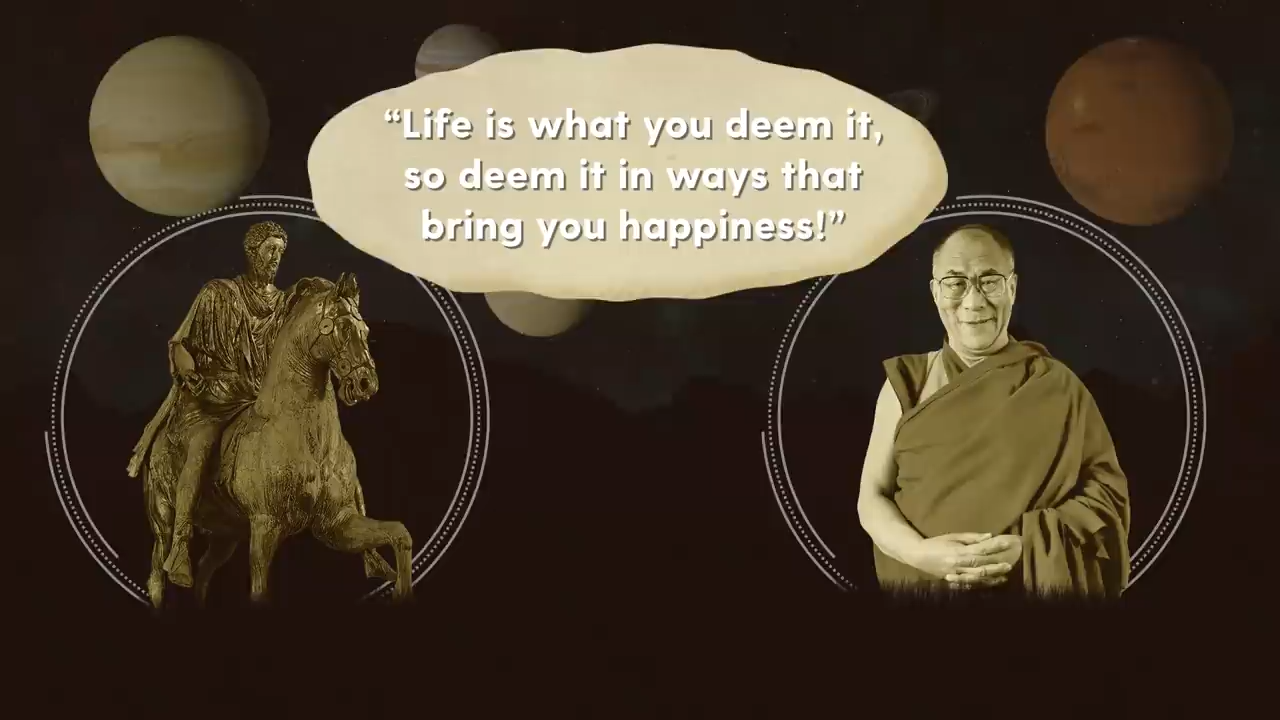 “Life is what you deem it,
so deem it in ways that
bring you happiness!”